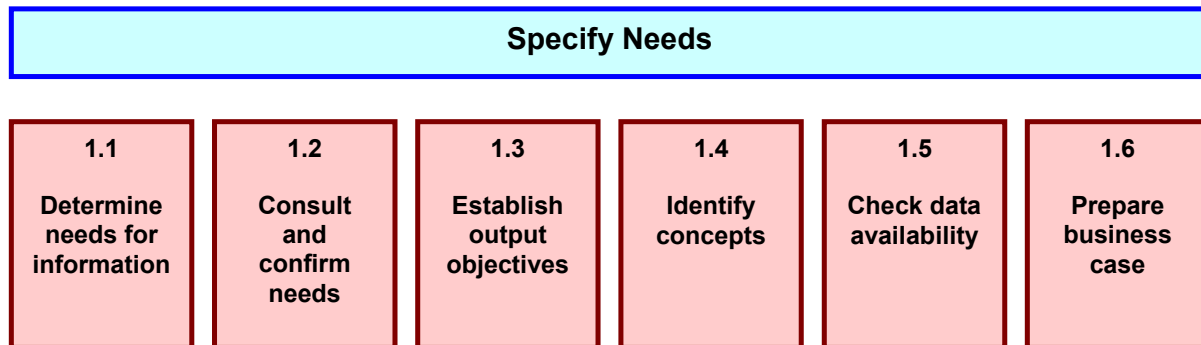 Specify Needs
1.1
Determine
needs for
information
1.2
Consult
and
confirm
needs
1.3
Establish
output
objectives
1.4
Identify
concepts
1.5
Check data
availability
1.6
Prepare
business
case